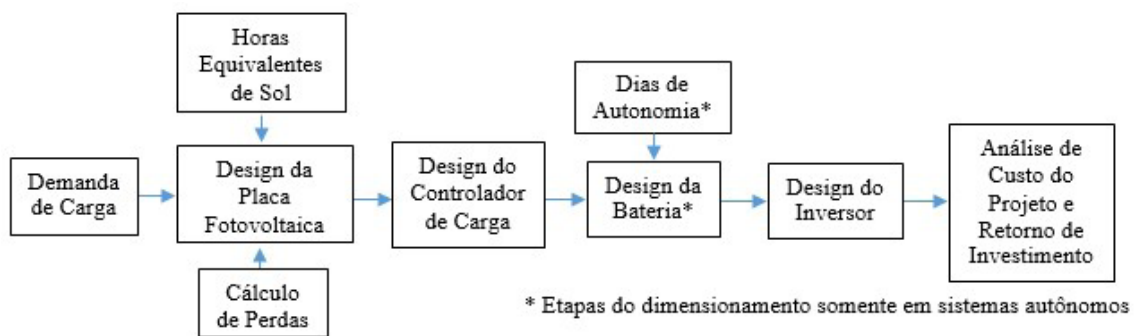 Horas
Equivalentes
de Sol
Dias de
Autonomia*
Demanda
de Carga
Design da
Placa
Fotovoltaica
Design do
Controlador
de Carga
Design da
Bateria*
Design do
Inversor
Análise de
Custo do
Projeto e
Retorno de
Investimento
Cálculo
de Perdas
* Etapas do dimensionamento somente em sistemas autônomos